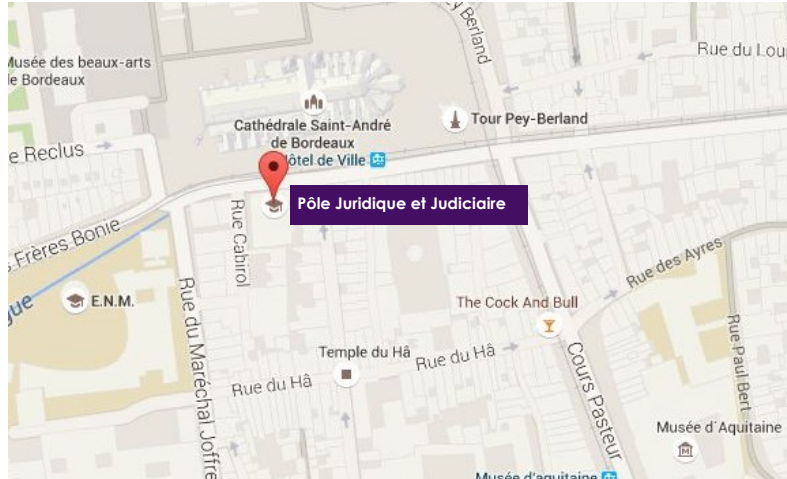 Musée des beaux-arts
de Bordeaux
y Berland
Rue du Lou
Cathédrale Saint-André
de Bordeaux
Tour Pey-Berland
e Reclus
ôtel de Ville
Pôle Juridique et Judiciaire
Frères Bonie
Rue Cabirol
Rue des Ayres
gue
E.N.M.
The Cock And Bull
Rue du Maréchal Joffre
Temple du Hâ
Rue du Hâ
Rue du Hâ
Cours Pasteur
Rue Paul Bert
Musée d'Aquitaine
Musée d'aquitaine